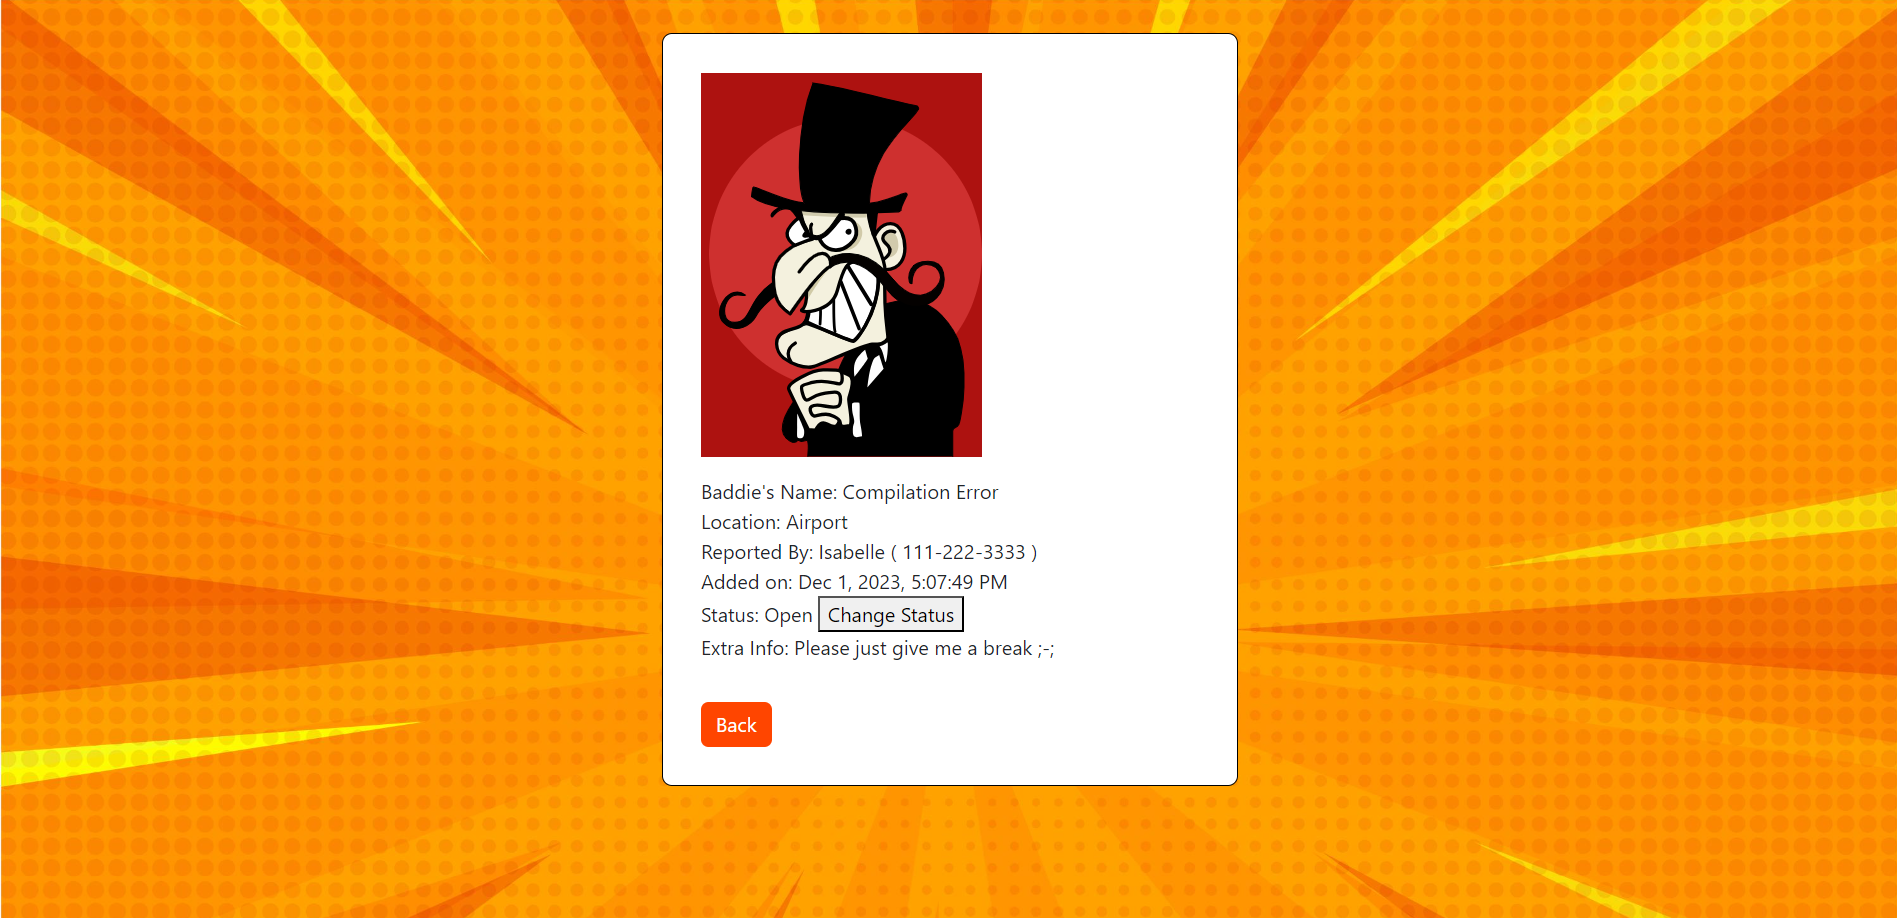 Baddie's Name: Compilation Error
Location: Airport
Reported By: Isabelle ( 111-222-3333 )
Added on: Dec 1, 2023, 5:07:49 PM
Status: Open Change Status
Extra Info: Please just give me a break ;-;
Back